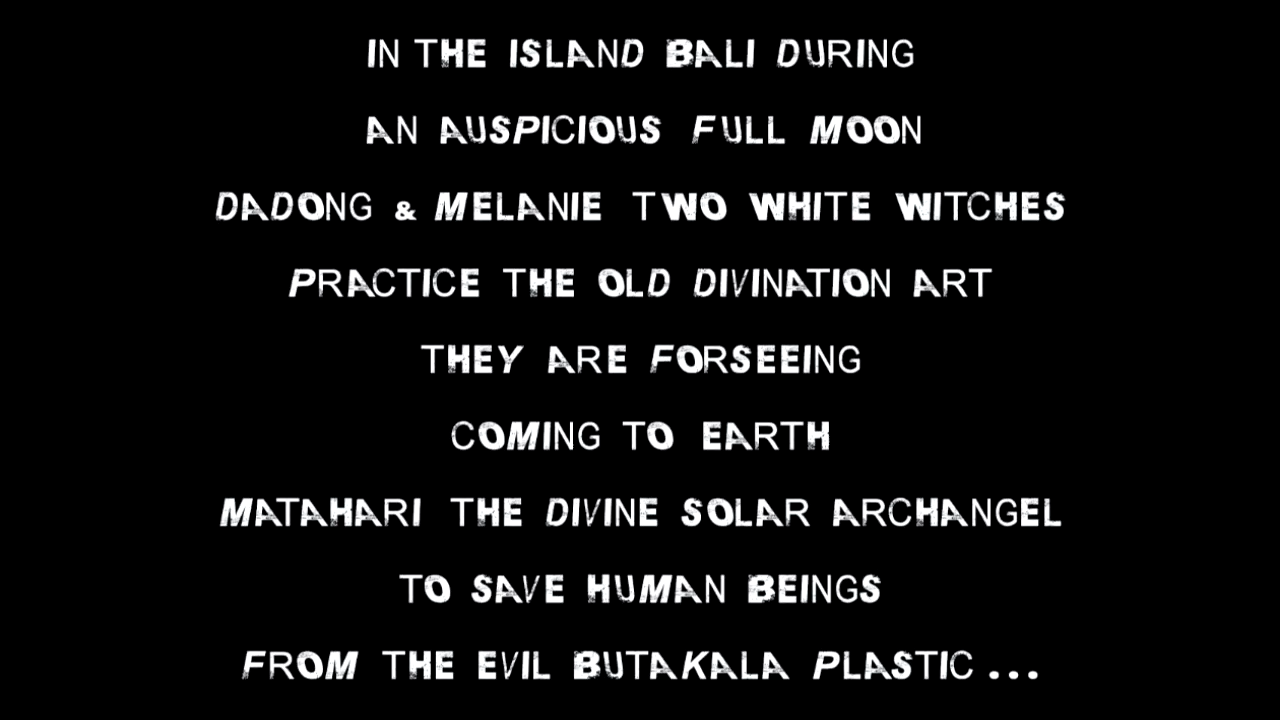 IN THE ISLAND BALI DURING
AN AUSPICIOUS FULL MOON
DADONG & MELANIE TWO WHITE WITCHES
PRACTICE THE OLD DIVINATION ART
THEY ARE FORSEEING
COMING TO EARTH
MATAHARI THE DIVINE SOLAR ARCHANGEL
TO SAVE HUMAN BEINGS
FROM THE EVIL BUTAKALA PLASTIC...